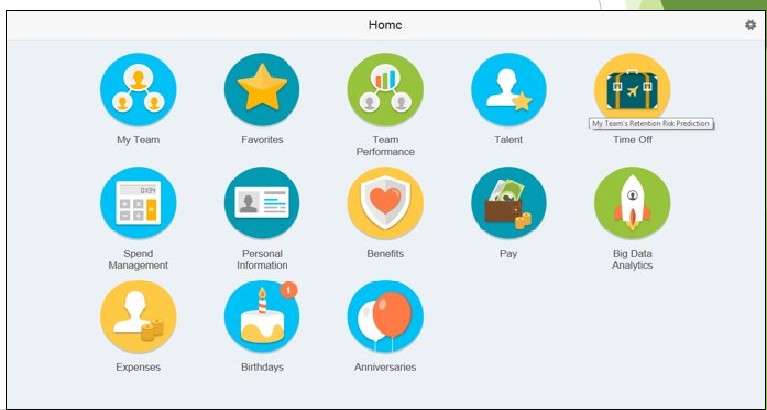 Home
My Team
Favorites
Team
Performance
Talent
My Team's Retention Risk Prediction
Time Off
Spend
Management
0134
Personal
Information
Benefits
Pay
Big Data
Analytics
Expenses
1
Birthdays
Anniversaries